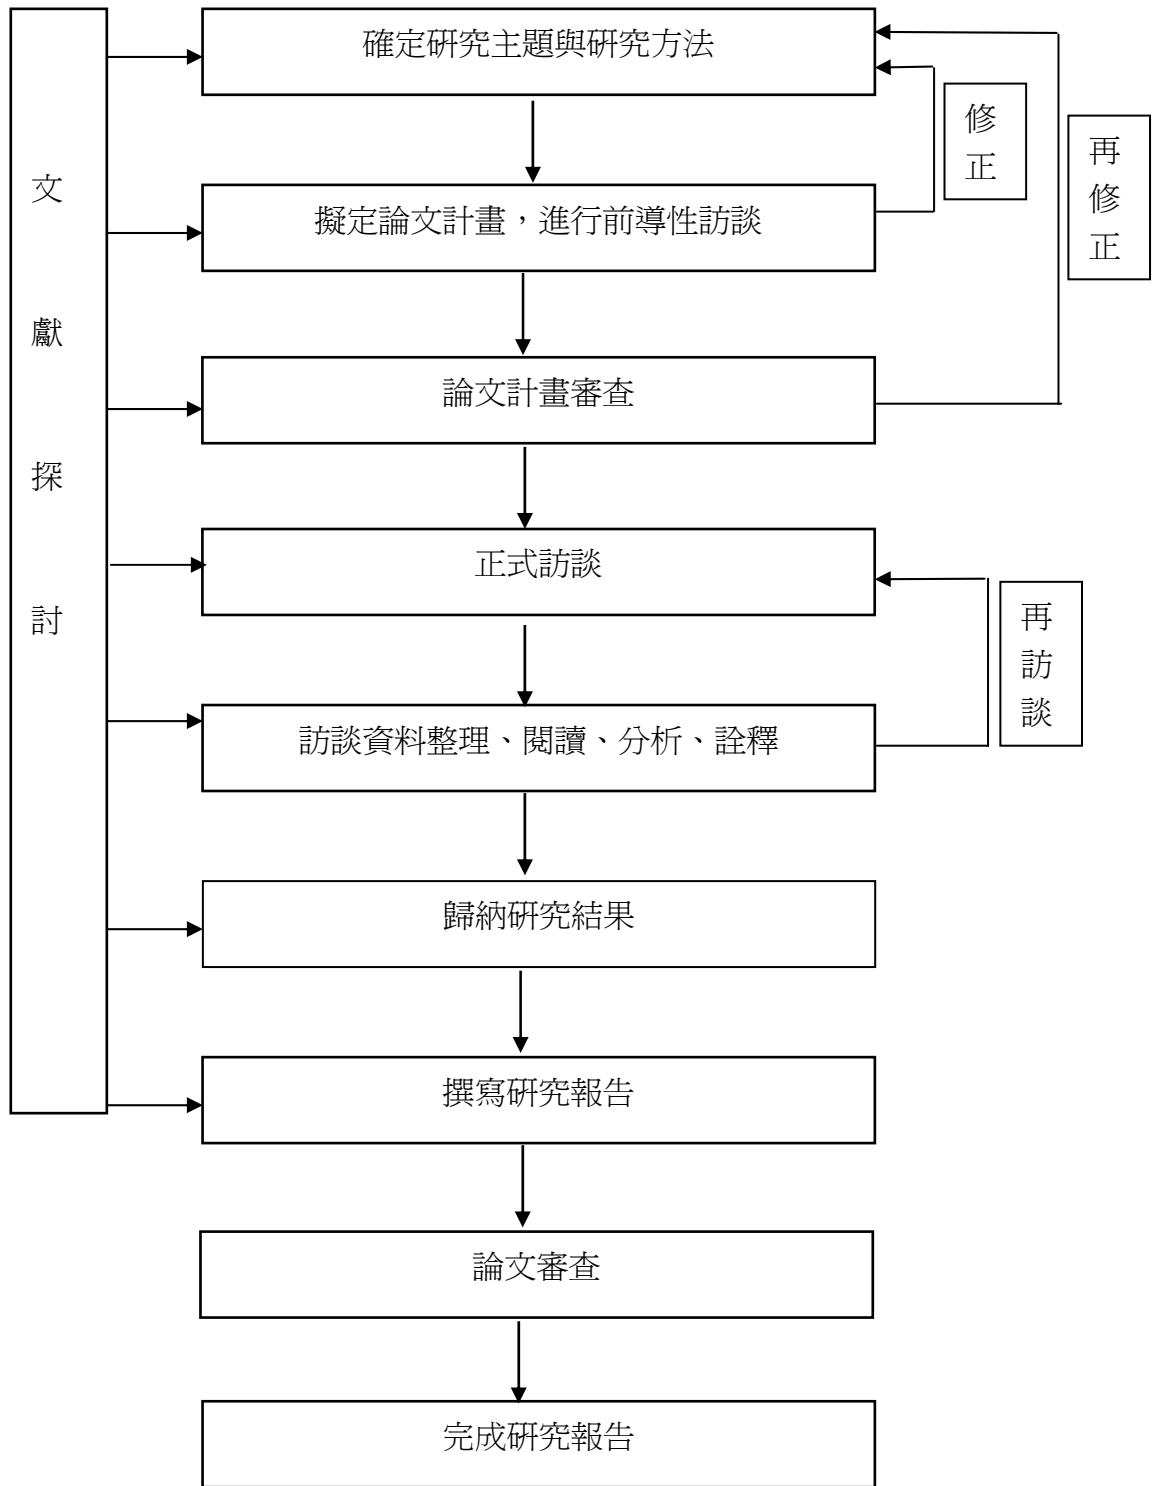 文獻探討
確定研究主題與研究方法
修正
再修正
擬定論文計畫，進行前導性訪談
論文計畫審查
正式訪談
再訪談
訪談資料整理、閱讀、分析、詮釋
歸納研究結果
撰寫研究報告
論文審查
完成研究報告